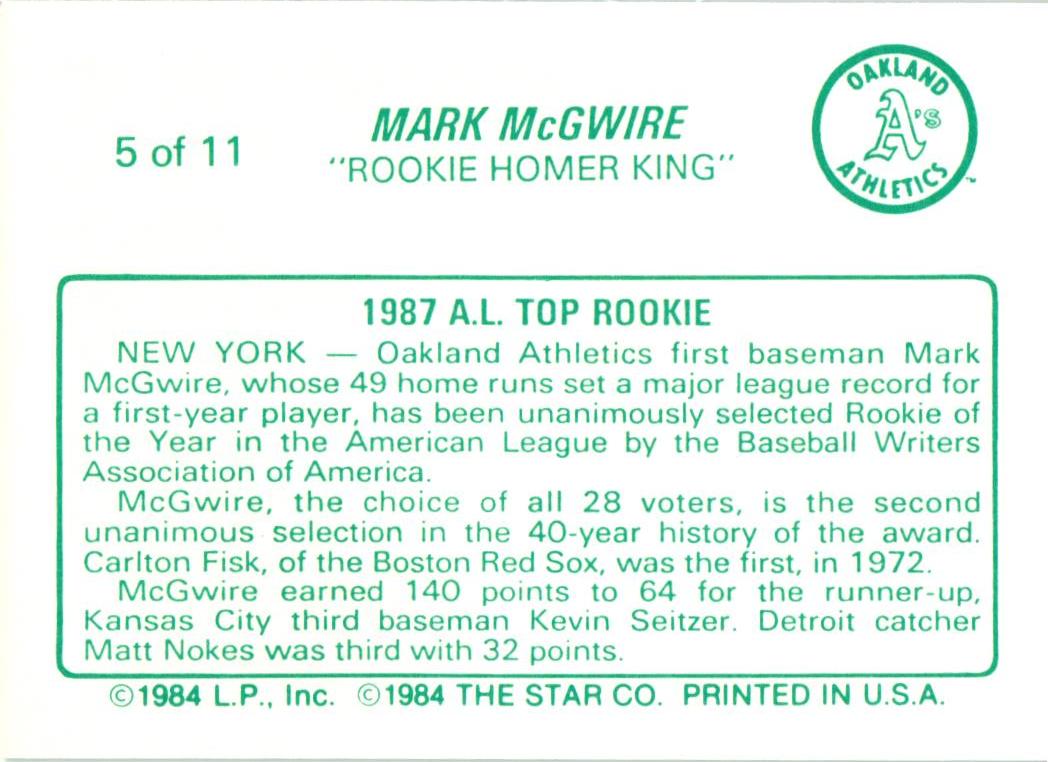 OAKLAND
A's
ATHLETICS
™
5 of 11
MARK McGWIRE
"ROOKIE HOMER KING"
1987 A.L. TOP ROOKIE
NEW YORK — Oakland Athletics first baseman Mark
McGwire, whose 49 home runs set a major league record for
a first-year player, has been unanimously selected Rookie of
the Year in the American League by the Baseball Writers
Association of America.
McGwire, the choice of all 28 voters, is the second
unanimous selection in the 40-year history of the award.
Carlton Fisk, of the Boston Red Sox, was the first, in 1972.
McGwire earned 140 points to 64 for the runner-up,
Kansas City third baseman Kevin Seitzer. Detroit catcher
Matt Nokes was third with 32 points.
©1984 L.P., Inc. ©1984 THE STAR CO. PRINTED IN U.S.A.